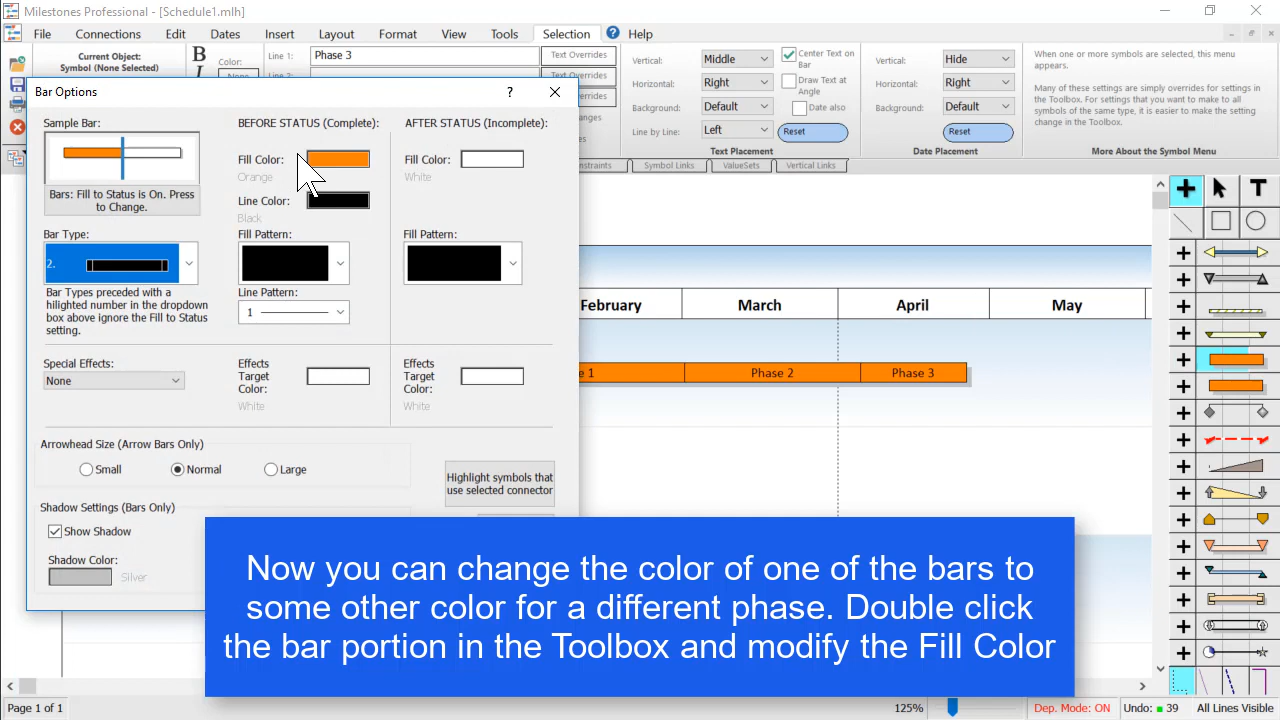 Milestones Professional - [Schedule1.mlh]
File Connections Edit Dates Insert Layout Format View Tools Selection Help
Current Object:
Symbol (None Selected)
B
I
Color:
Line 1: Phase 3
Text Overrides
Text Overrides
Vertical: Middle
Horizontal: Right
Background: Default
Line by Line: Left
Center Text on
Bar
Draw Text at
Angle
Date also
Reset
Text Placement
Vertical: Hide
Horizontal: Right
Background: Default
Reset
Date Placement
When one or more symbols are selected, this menu
appears.
Many of these settings are simply overrides for settings in
the Toolbox. For settings that you want to make to all
symbols of the same type, it is easier to make the setting
change in the Toolbox.
More About the Symbol Menu
Symbol Links ValueSets Vertical Links
Bar Options
?
Sample Bar:
Bars: Fill to Status is On. Press
to Change.
Bar Type:
2.
Bar Types preceded with a
hilighted number in the dropdown
box above ignore the Fill to Status
setting.
BEFORE STATUS (Complete):
Fill Color:
Orange
Line Color:
Black
Fill Pattern:
Line Pattern:
1
AFTER STATUS (Incomplete):
Fill Color:
White
Fill Pattern:
Special Effects:
None
Effects
Target
Color:
White
Effects
Target
Color:
White
Arrowhead Size (Arrow Bars Only)
Small Normal Large
Highlight symbols that
use selected connector
Shadow Settings (Bars Only)
Show Shadow
Shadow Color:
Silver
February March April May
e 1 Phase 2 Phase 3
T
Now you can change the color of one of the bars to
some other color for a different phase. Double click
the bar portion in the Toolbox and modify the Fill Color
Page 1 of 1
125% Dep. Mode: ON Undo: 39 All Lines Visible